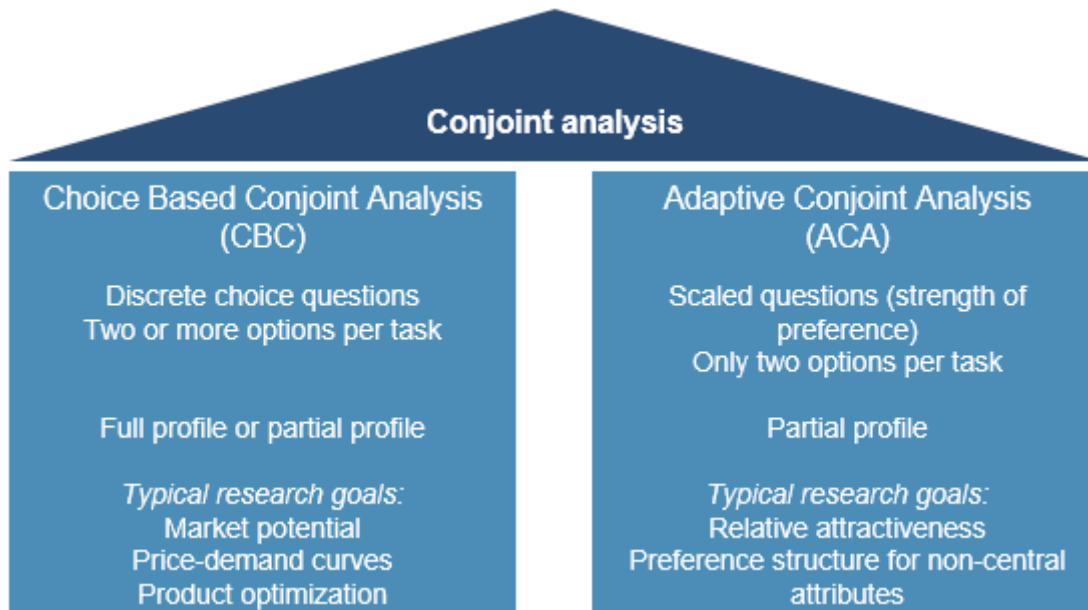 Conjoint analysis
Choice Based Conjoint Analysis
(CBC)
Discrete choice questions
Two or more options per task
Full profile or partial profile
Typical research goals:
Market potential
Price-demand curves
Product optimization
Adaptive Conjoint Analysis
(ACA)
Scaled questions (strength of
preference)
Only two options per task
Partial profile
Typical research goals:
Relative attractiveness
Preference structure for non-central
attributes